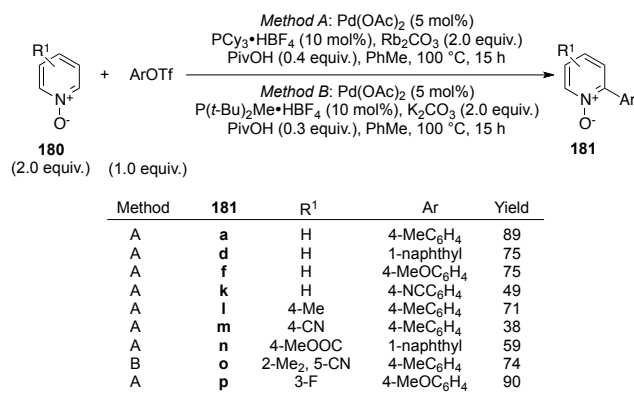 Method A: Pd(OAc)2 (5 mol%)
PCy3•HBF4 (10 mol%), Rb2CO3 (2.0 equiv.)
PivOH (0.4 equiv.), PhMe, 100 °C, 15 h
Method B: Pd(OAc)2 (5 mol%)
P(t-Bu)2Me•HBF4 (10 mol%), K2CO3 (2.0 equiv.)
PivOH (0.3 equiv.), PhMe, 100 °C, 15 h
R1
N+
O-
180
(2.0 equiv.)
+
ArOTf
(1.0 equiv.)
R1
N+
Ar
O-
181
Method 181 R1 Ar Yield
A a H 4-MeC6H4 89
A d H 1-naphthyl 75
A f H 4-MeOC6H4 75
A k H 4-NCC6H4 49
A l 4-Me 4-MeC6H4 71
A m 4-CN 4-MeC6H4 38
A n 4-MeOOC 1-naphthyl 59
B o 2-Me2, 5-CN 4-MeC6H4 74
A p 3-F 4-MeOC6H4 90